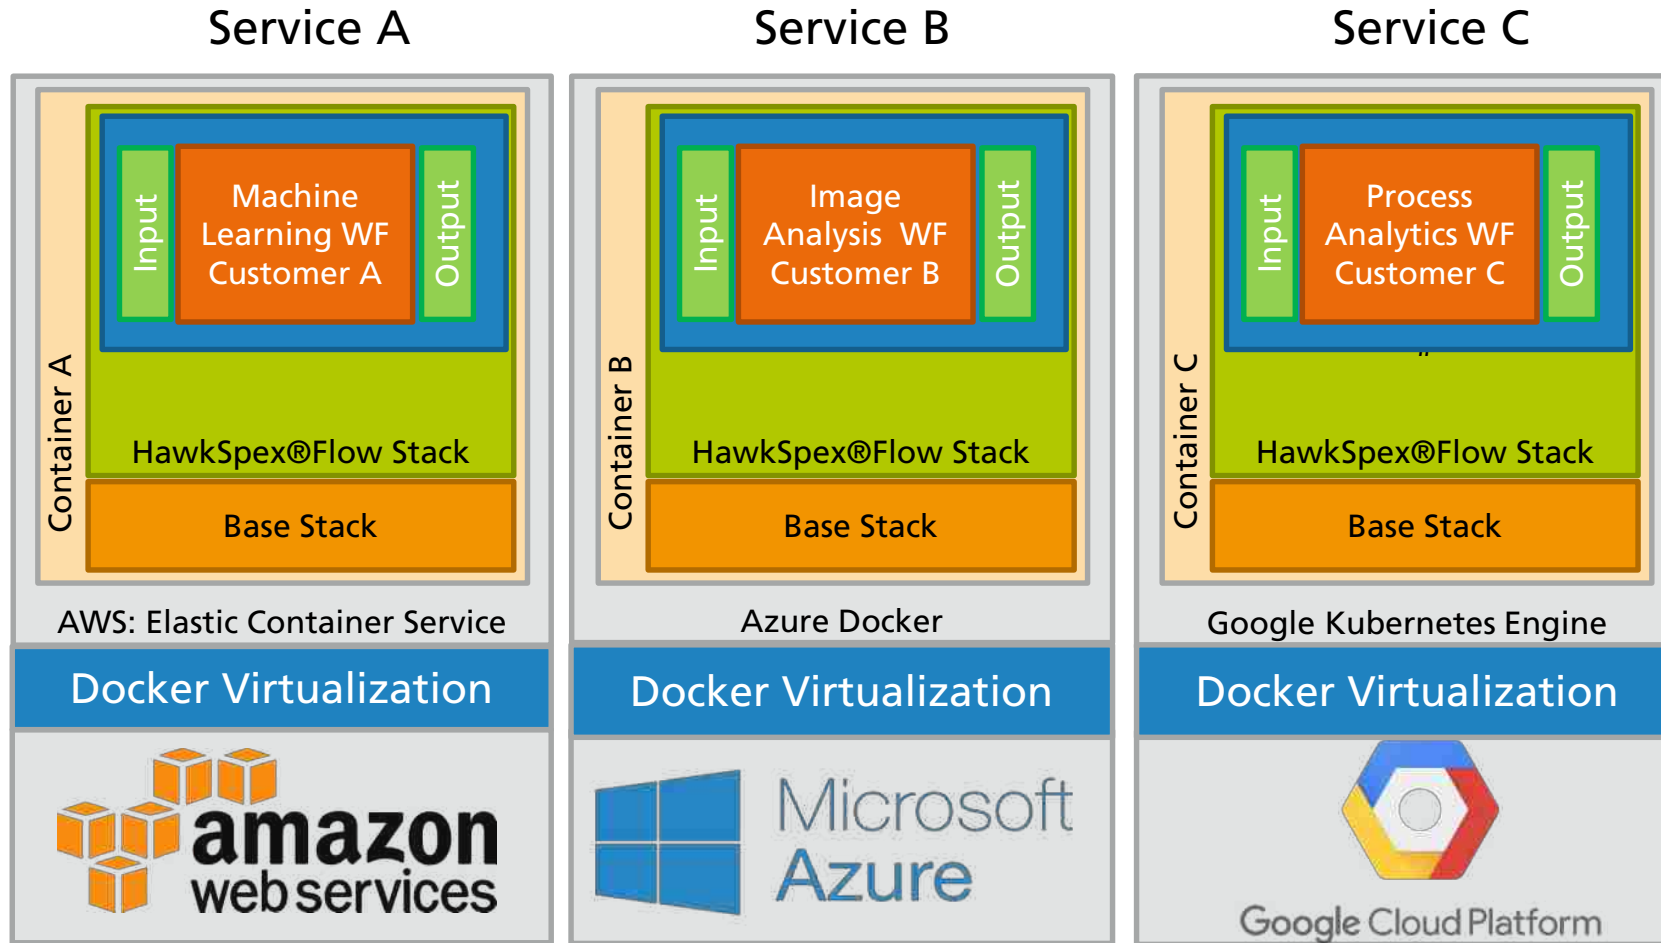 Service A
Service B
Service C
Input
Machine
Learning WF
Customer A
Output
Container A
HawkSpex®Flow Stack
Base Stack
AWS: Elastic Container Service
Docker Virtualization
amazon
web services
Input
Image
Analysis WF
Customer B
Output
Container B
HawkSpex®Flow Stack
Base Stack
Azure Docker
Docker Virtualization
Microsoft
Azure
Input
Process
Analytics WF
Customer C
Output
Container C
HawkSpex®Flow Stack
Base Stack
Google Kubernetes Engine
Docker Virtualization
Google Cloud Platform